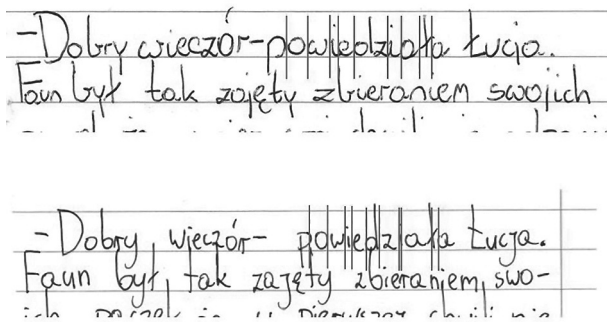 -Dobry wieczór-powiedziała Łucja.
Faun był tak zajęty zbieraniem swoich
-Dobry, wieczór- powiedziała Łucja.
Faun był, tak zajęty zbieraniem, swo-